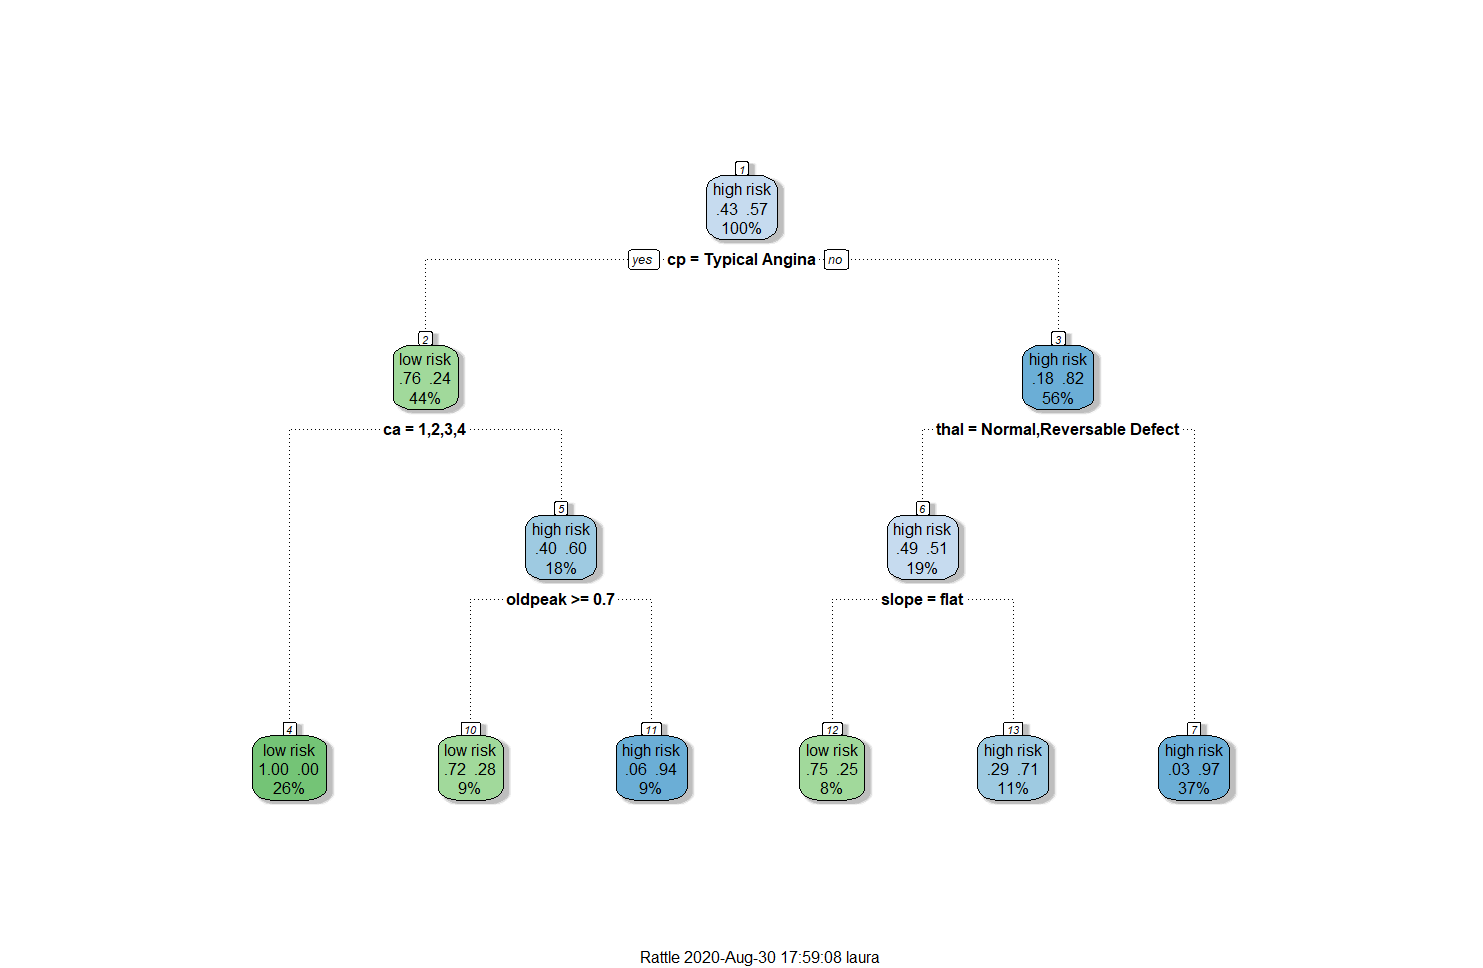 1
high risk
.43 .57
100%
yes cp = Typical Angina no
2
low risk
.76 .24
44%
3
high risk
.18 .82
56%
ca = 1,2,3,4
thal = Normal,Reversable Defect
5
high risk
.40 .60
18%
6
high risk
.49 .51
19%
oldpeak >= 0.7
slope = flat
4
low risk
1.00 .00
26%
10
low risk
.72 .28
9%
11
high risk
.06 .94
9%
12
low risk
.75 .25
8%
13
high risk
.29 .71
11%
7
high risk
.03 .97
37%
Rattle 2020-Aug-30 17:59:08 laura